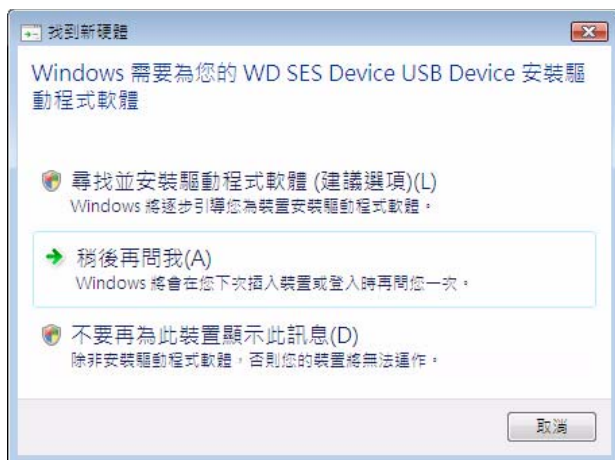 找到新硬體
Windows 需要為您的 WD SES Device USB Device 安裝驅
動程式軟體
尋找並安裝驅動程式軟體 (建議選項)(L)
Windows 將逐步引導您為裝置安裝驅動程式軟體。
稍後再問我(A)
Windows 將會在您下次插入裝置或登入時再問您一次。
不要再為此裝置顯示此訊息(D)
除非安裝驅動程式軟體，否則您的裝置將無法運作。
取消